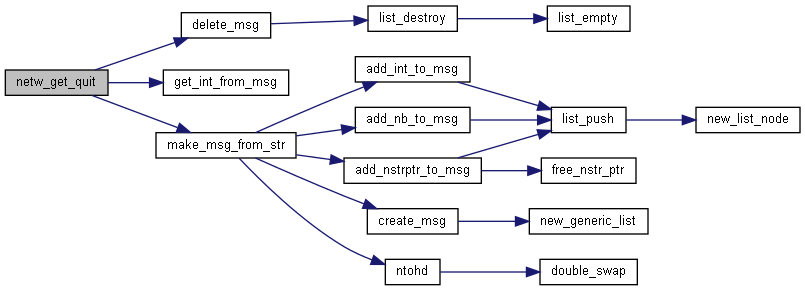 netw_get_quit
delete_msg
list_destroy
list_empty
get_int_from_msg
make_msg_from_str
add_int_to_msg
add_nb_to_msg
list_push
new_list_node
add_nstrptr_to_msg
free_nstr_ptr
create_msg
new_generic_list
ntohd
double_swap